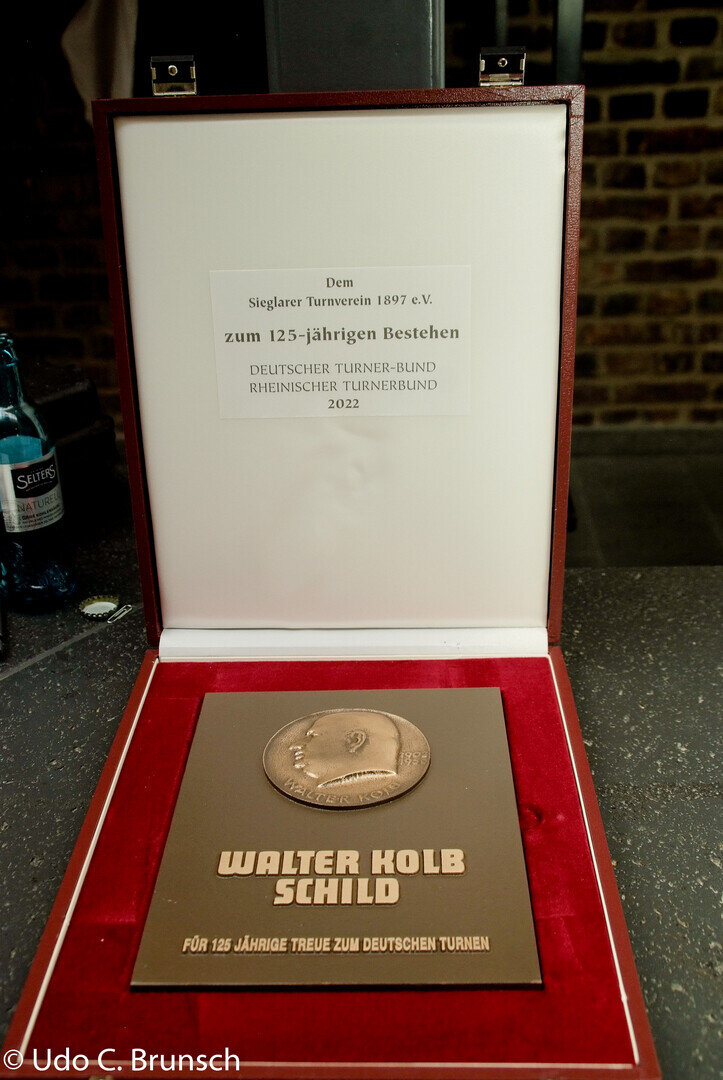 Dem
Sieglarer Turnverein 1897 e.V.
zum 125-jährigen Bestehen
DEUTSCHER TURNER-BUND
RHEINISCHER TURNERBUND
2022
SELTERS
NATURELL
WALTER KOLB
WALTER KOLB
SCHILD
FÜR 125 JÄHRIGE TREUE ZUM DEUTSCHEN TURNEN
© Udo C. Brunsch